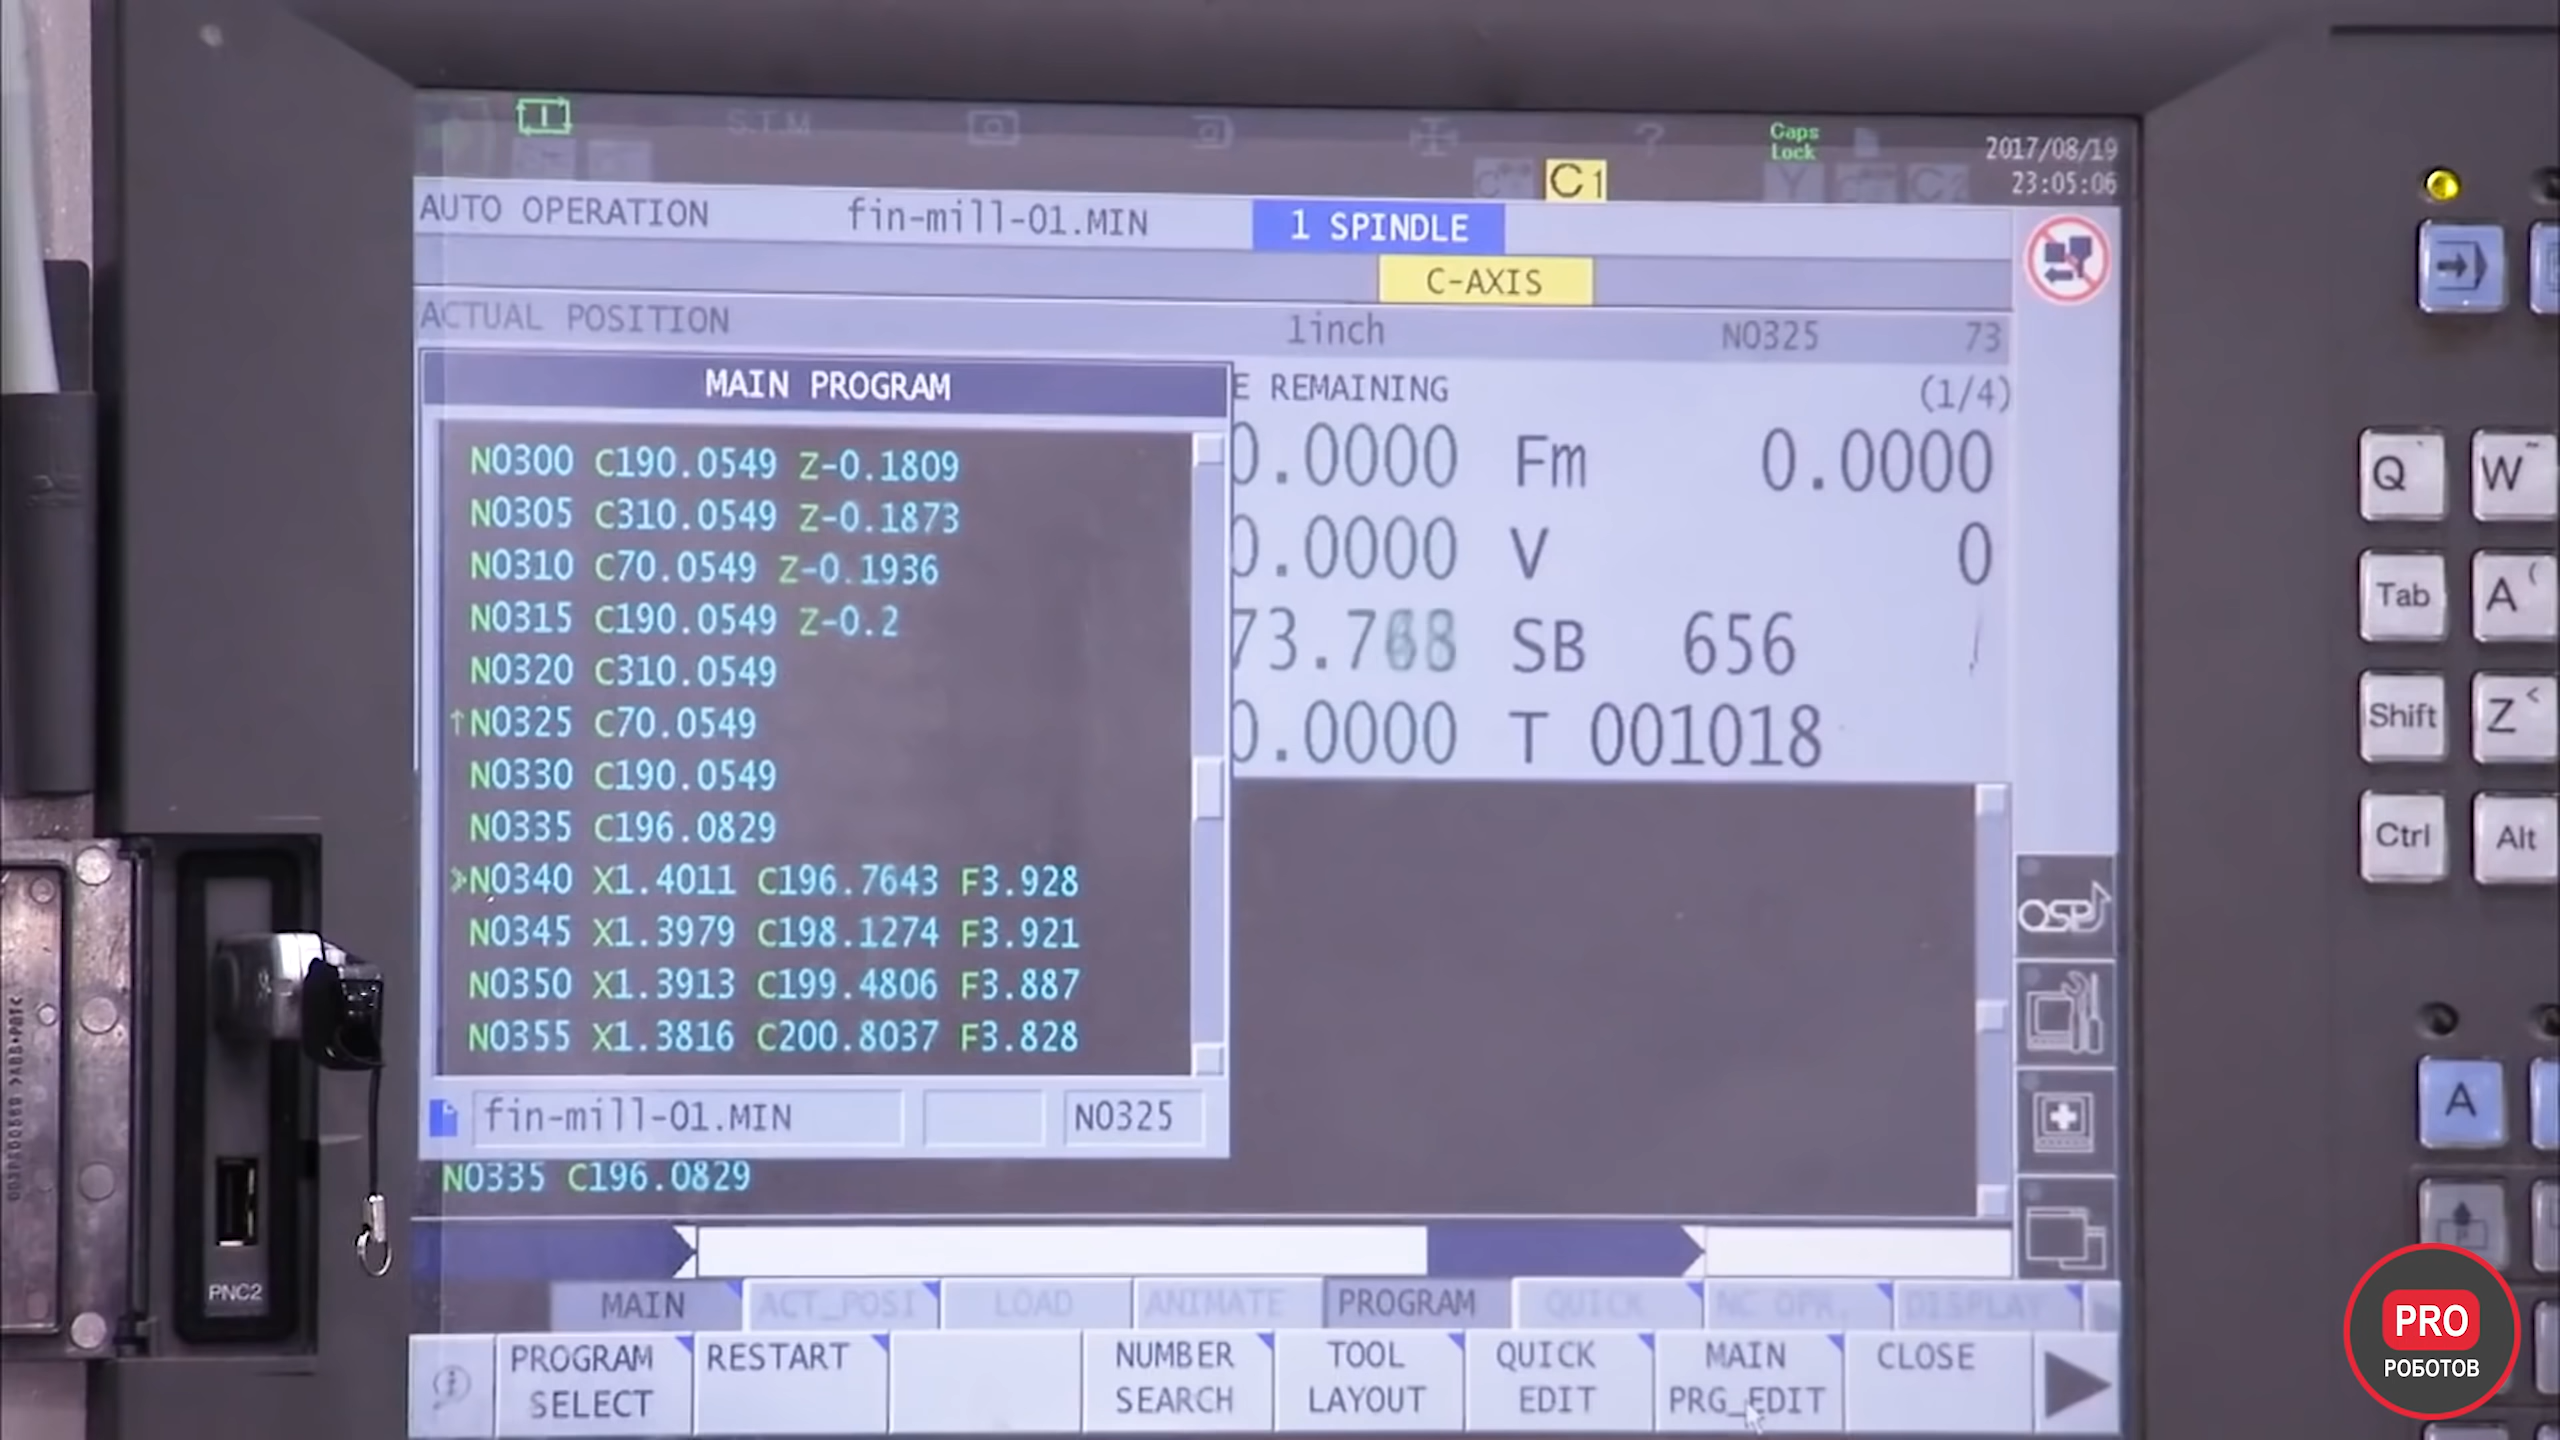 S.T.M
Caps
Lock
2017/08/19
23:05:06
C1
Y
C2
AUTO OPERATION
fin-mill-01.MIN
1 SPINDLE
C-AXIS
ACTUAL POSITION
1inch
N0325
73
MAIN PROGRAM
E REMAINING
(1/4)
N0300 C190.0549 Z-0.1809
N0305 C310.0549 Z-0.1873
N0310 C70.0549 Z-0.1936
N0315 C190.0549 Z-0.2
N0320 C310.0549
↑N0325 C70.0549
N0330 C190.0549
N0335 C196.0829
N0340 X1.4011 C196.7643 F3.928
N0345 X1.3979 C198.1274 F3.921
N0350 X1.3913 C199.4806 F3.887
N0355 X1.3816 C200.8037 F3.828
0.0000 Fm 0.0000
0.0000 V 0
SB 656
0.0000 T 001018
fin-mill-01.MIN
N0325
N0335 C196.0829
MAIN
ACT_POSI
LOAD
ANIMATE
PROGRAM
QUICK
NC OPR.
DISPLAY
PROGRAM
SELECT
RESTART
NUMBER
SEARCH
TOOL
LAYOUT
QUICK
EDIT
MAIN
PRG_EDIT
CLOSE
OSP
Q
W
Tab
A
Shift
Z
Ctrl
Alt
A
PNC2
PRO
РОБОТОВ